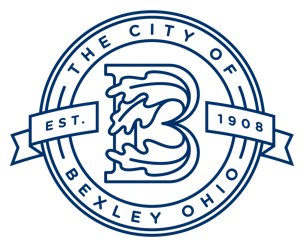 THE CITY OF
EST.
B
1908
BEXLEY OHIO